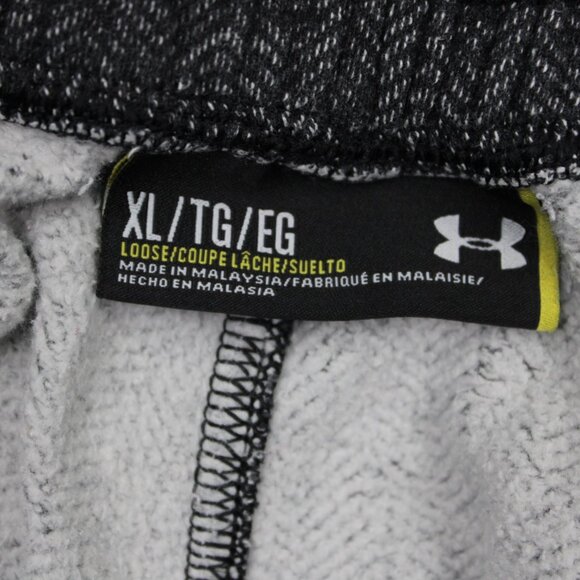 XL/TG/EG
LOOSE/COUPE LÂCHE/SUELTO
MADE IN MALAYSIA/FABRIQUÉ EN MALAISIE/
HECHO EN MALASIA